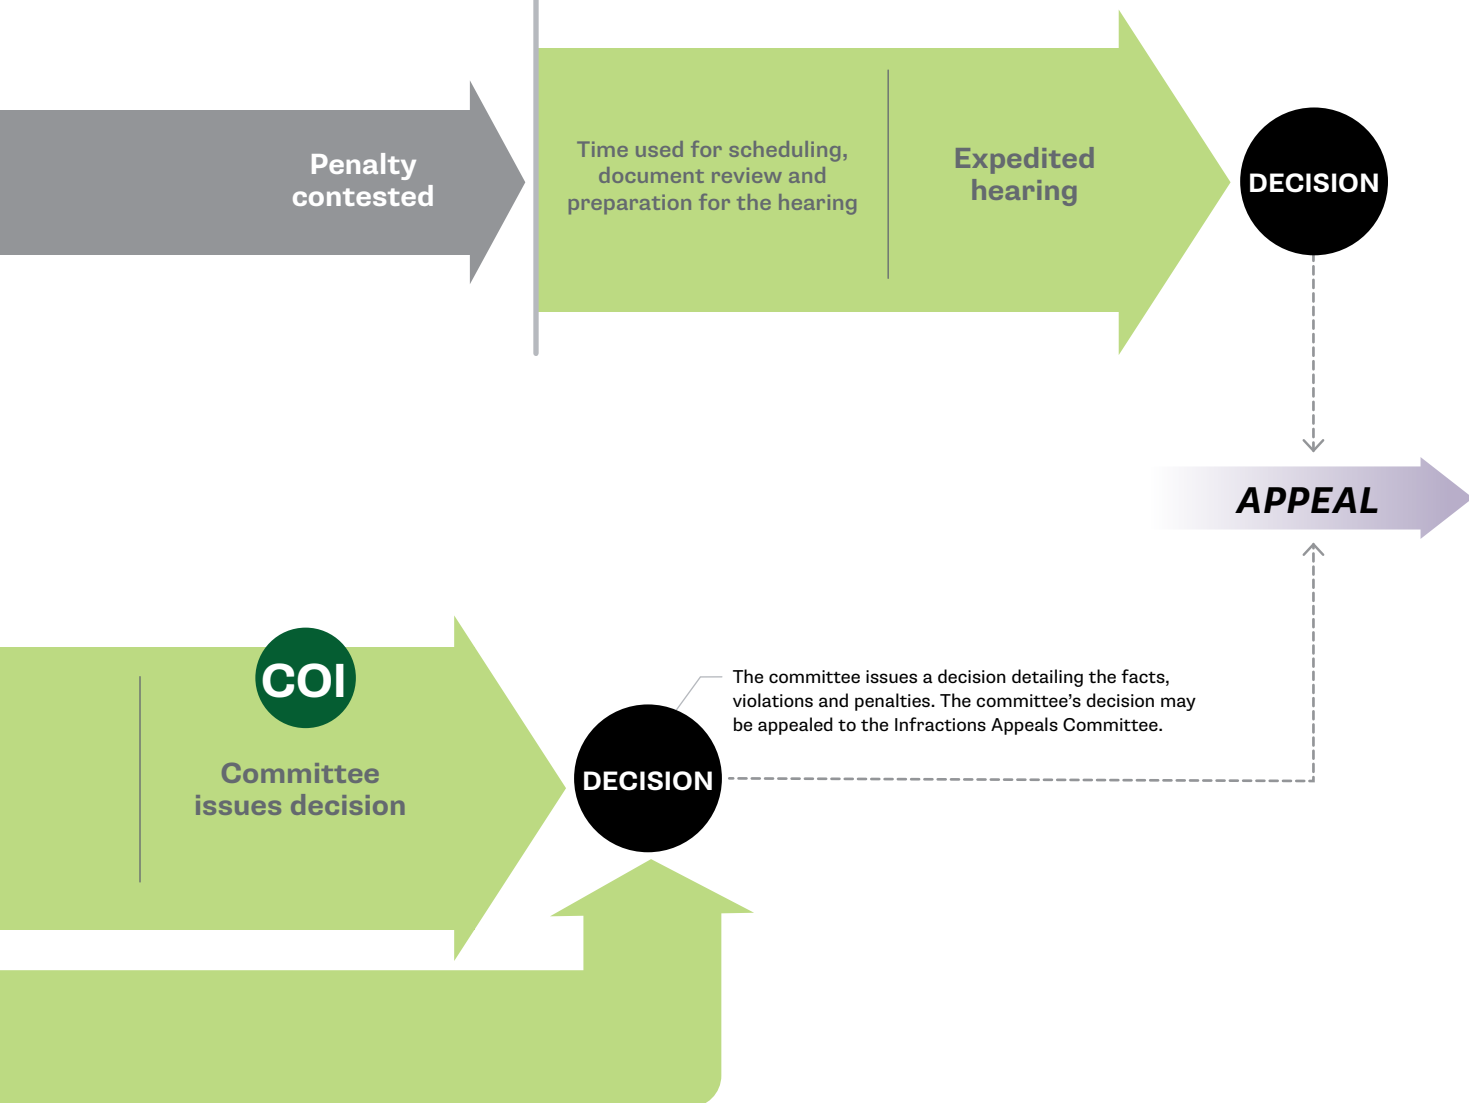 Penalty
contested
Time used for scheduling,
document review and
preparation for the hearing
Expedited
hearing
DECISION
APPEAL
COI
Committee
issues decision
DECISION
The committee issues a decision detailing the facts,
violations and penalties. The committee’s decision may
be appealed to the Infractions Appeals Committee.